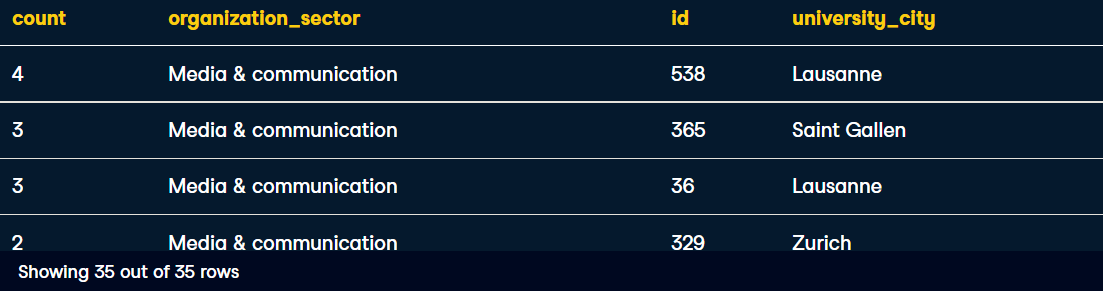 count organization_sector id university_city
4 Media & communication 538 Lausanne
3 Media & communication 365 Saint Gallen
3 Media & communication 36 Lausanne
2 Media & communication 329 Zurich
Showing 35 out of 35 rows